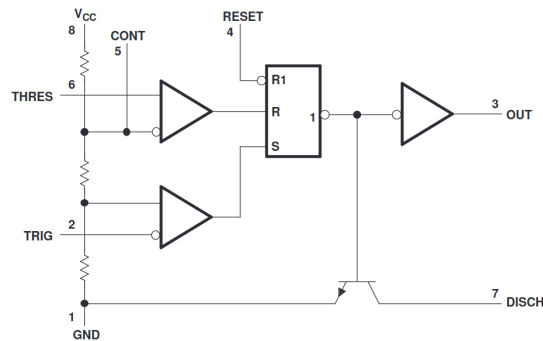 VCC
8
CONT
5
RESET
4
6
THRES
R1
R
1
S
3
OUT
2
TRIG
7
DISCH
1
GND